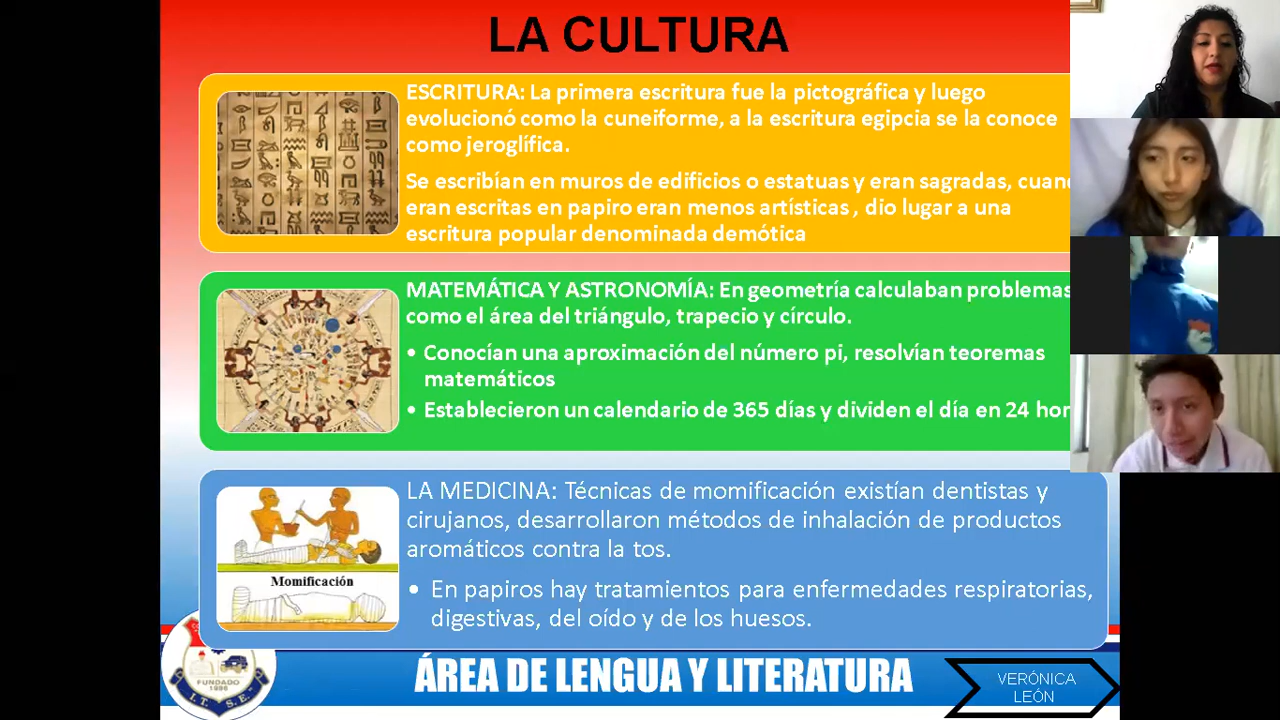 LA CULTURA
ESCRITURA: La primera escritura fue la pictográfica y luego
evolucionó como la cuneiforme, a la escritura egipcia se la conoce
como jeroglífica.
Se escribían en muros de edificios o estatuas y eran sagradas,
eran escritas en papiro eran menos artísticas , dio lugar a una
escritura popular denominada demótica
MATEMÁTICA Y ASTRONOMÍA: En geometría calculaban problemas
como el área del triángulo, trapecio y círculo.
• Conocían una aproximación del número pi, resolvían teoremas
matemáticos
• Establecieron un calendario de 365 días y dividen el día en 24
LA MEDICINA: Técnicas de momificación existían dentistas y
cirujanos, desarrollaron métodos de inhalación de productos
aromáticos contra la tos.
Momificación
• En papiros hay tratamientos para enfermedades respiratorias,
digestivas, del oído y de los huesos.
FUNDADO
1986
I. T. S. E.
ÁREA DE LENGUA Y LITERATURA
VERÓNICA
LEÓN